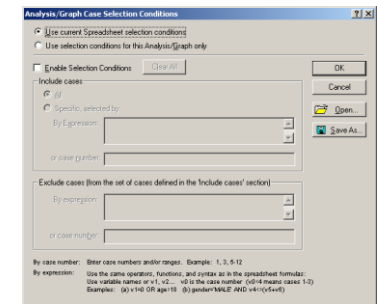 Analysis/Graph Case Selection Conditions
Use current Spreadsheet selection conditions
Use selection conditions for this Analysis/Graph only
Enable Selection Conditions
Clear All
OK
Cancel
Open...
Save As...
Include cases
All
Specific, selected by:
By Expression:
or case number:
Exclude cases (from the set of cases defined in the 'Include cases' section)
By expression:
or case number:
By case number: Enter case numbers and/or ranges. Example: 1, 3, 5-12
By expression: Use the same operators, functions, and syntax as in the spreadsheet formulas:
Use variable names or v1, v2... v0 is the case number (v0<4 means cases 1-3)
Examples: (a) v1=0 OR age>18 (b) gender='MALE' AND v4<>(v5+v6)